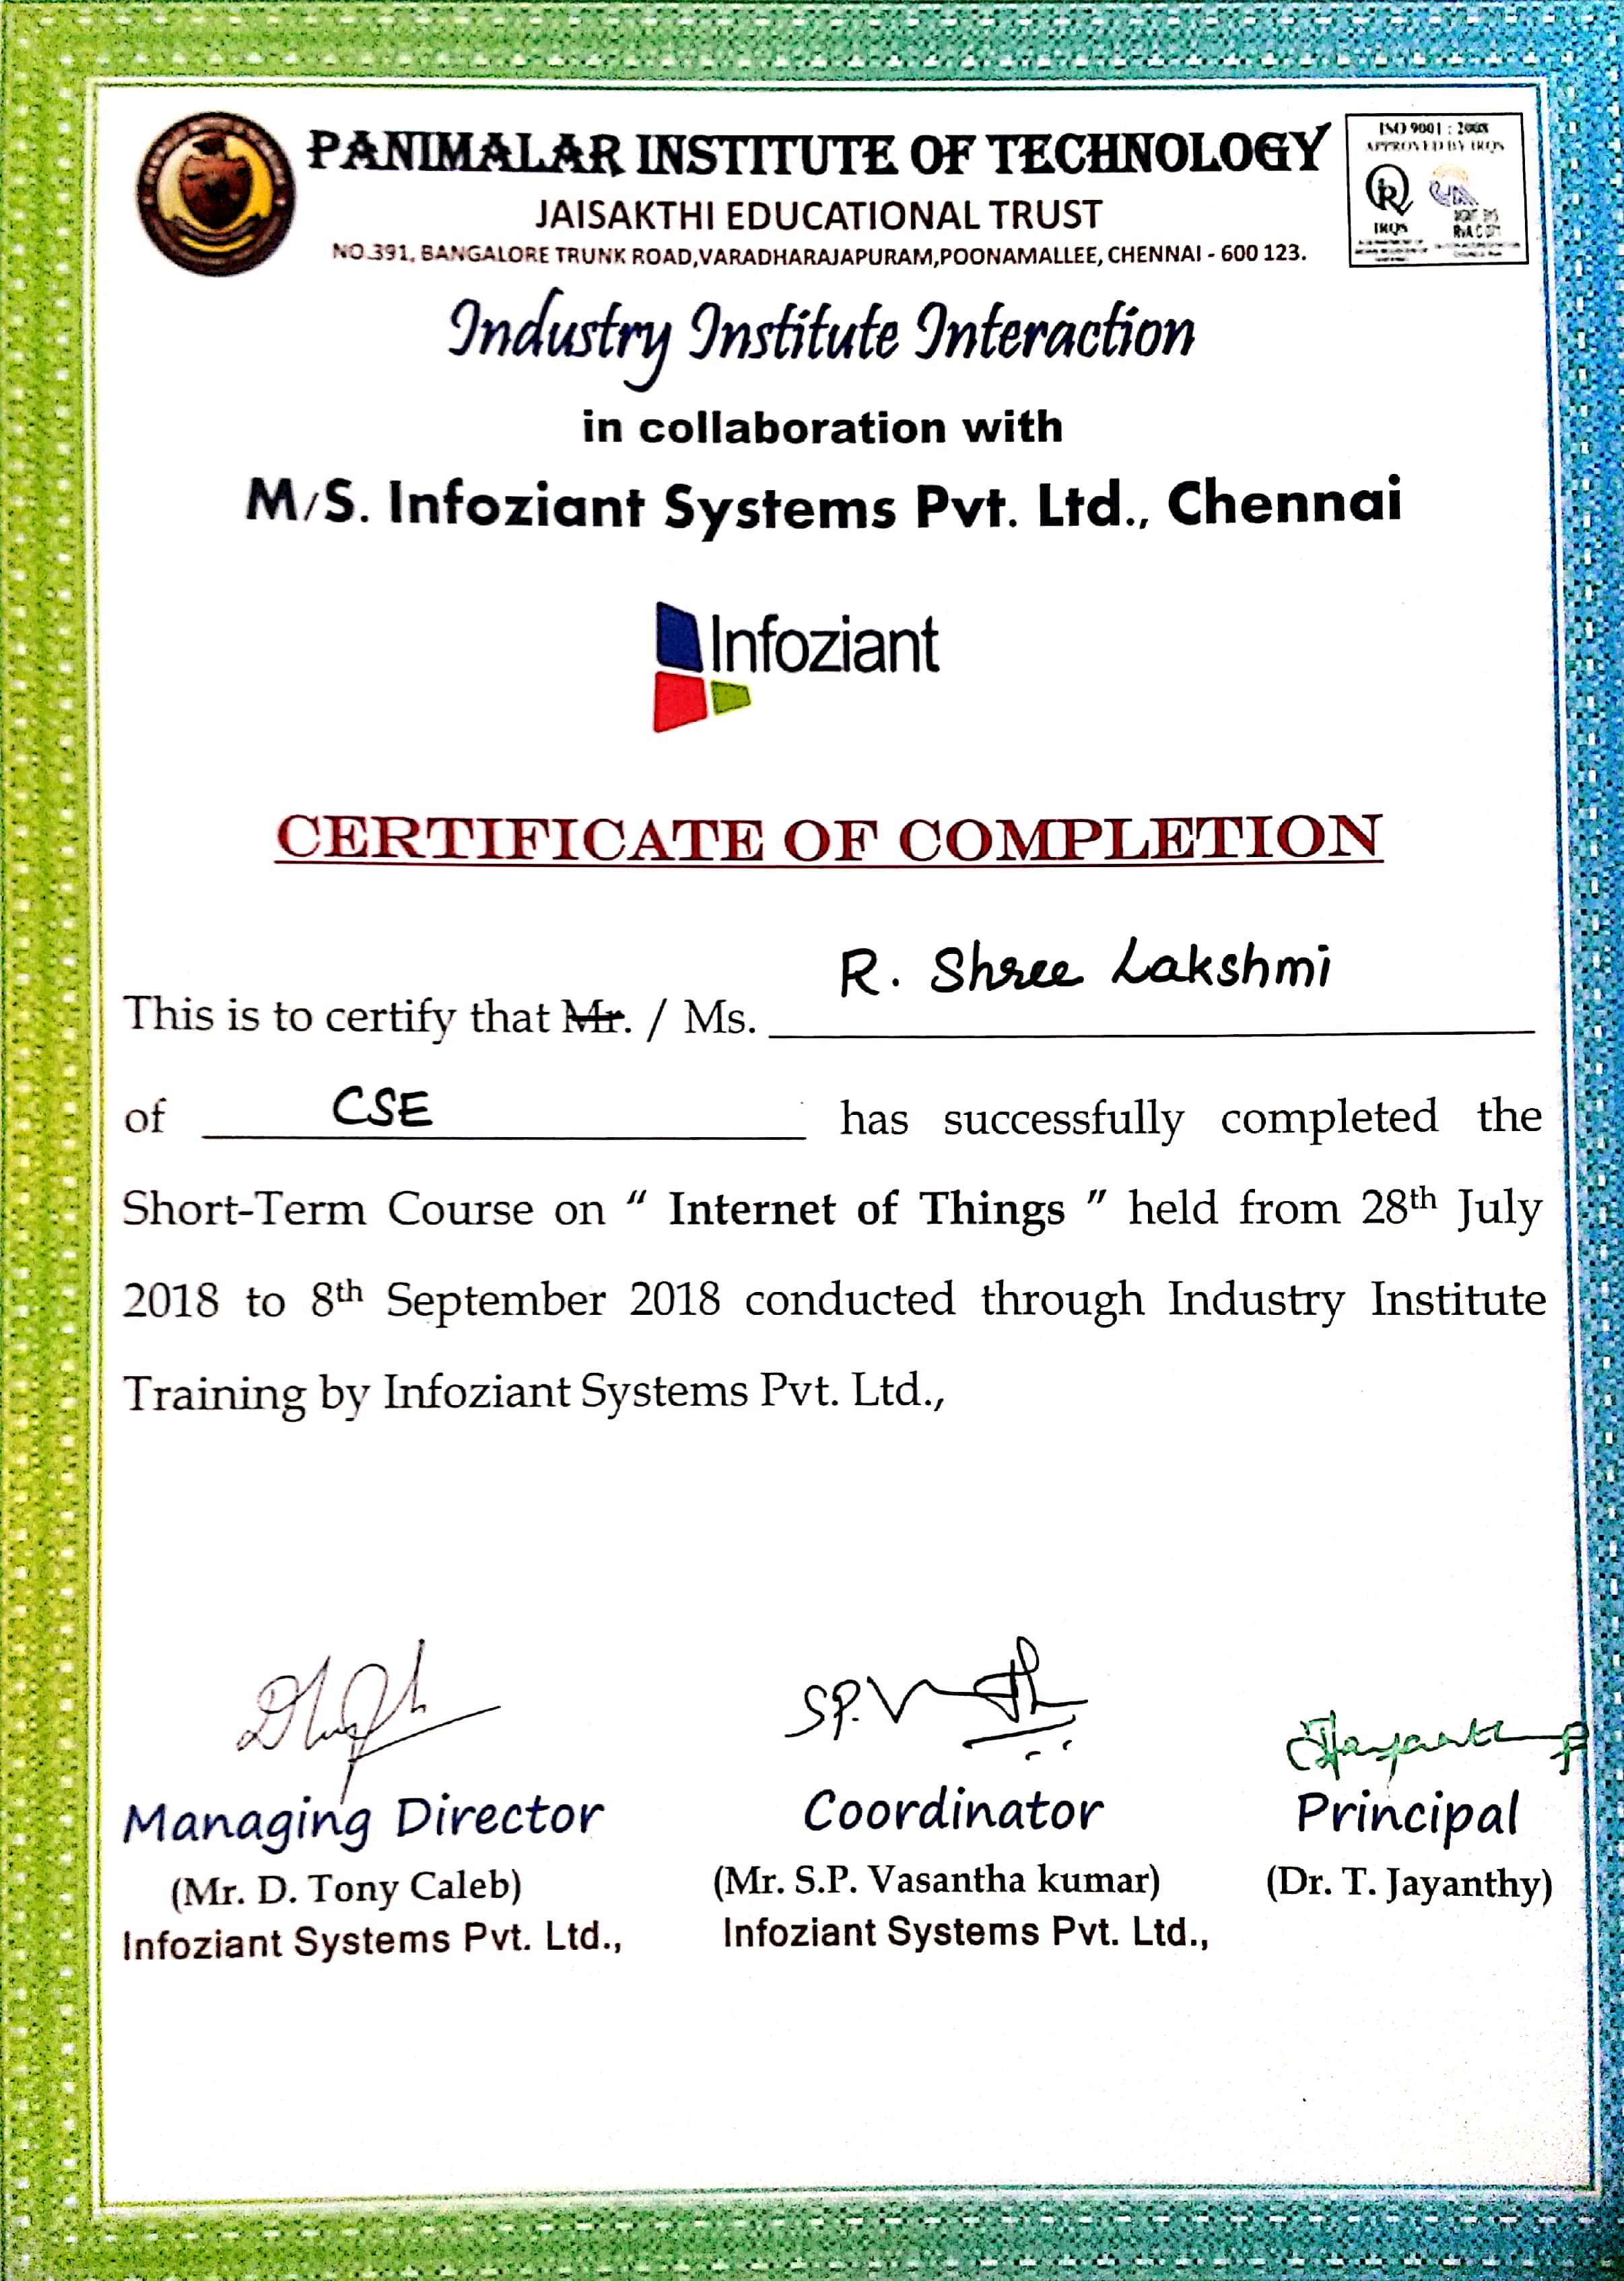 PANIMALAR INSTITUTE OF TECHNOLOGY
JAISAKTHI EDUCATIONAL TRUST
NO.391, BANGALORE TRUNK ROAD,VARADHARAJAPURAM,POONAMALLEE, CHENNAI - 600 123.
ISO 9001 : 2008
APPROVED BY IRQS
IRQS
Industry Institute Interaction
in collaboration with
M/S. Infoziant Systems Pvt. Ltd., Chennai
Infoziant
CERTIFICATE OF COMPLETION
This is to certify that Mr. / Ms. R. Shree Lakshmi
of CSE has successfully completed the
Short-Term Course on “ Internet of Things ” held from 28th July
2018 to 8th September 2018 conducted through Industry Institute
Training by Infoziant Systems Pvt. Ltd.,
Managing Director Coordinator Principal
(Mr. D. Tony Caleb) (Mr. S.P. Vasantha kumar) (Dr. T. Jayanthy)
Infoziant Systems Pvt. Ltd., Infoziant Systems Pvt. Ltd.,